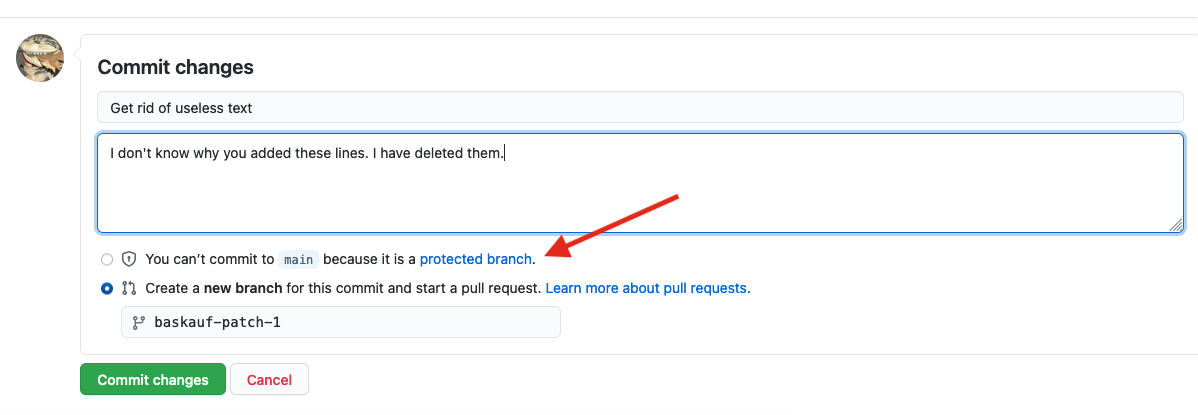 Commit changes
Get rid of useless text
I don't know why you added these lines. I have deleted them.
You can’t commit to main because it is a protected branch.
Create a new branch for this commit and start a pull request. Learn more about pull requests.
baskauf-patch-1
Commit changes Cancel